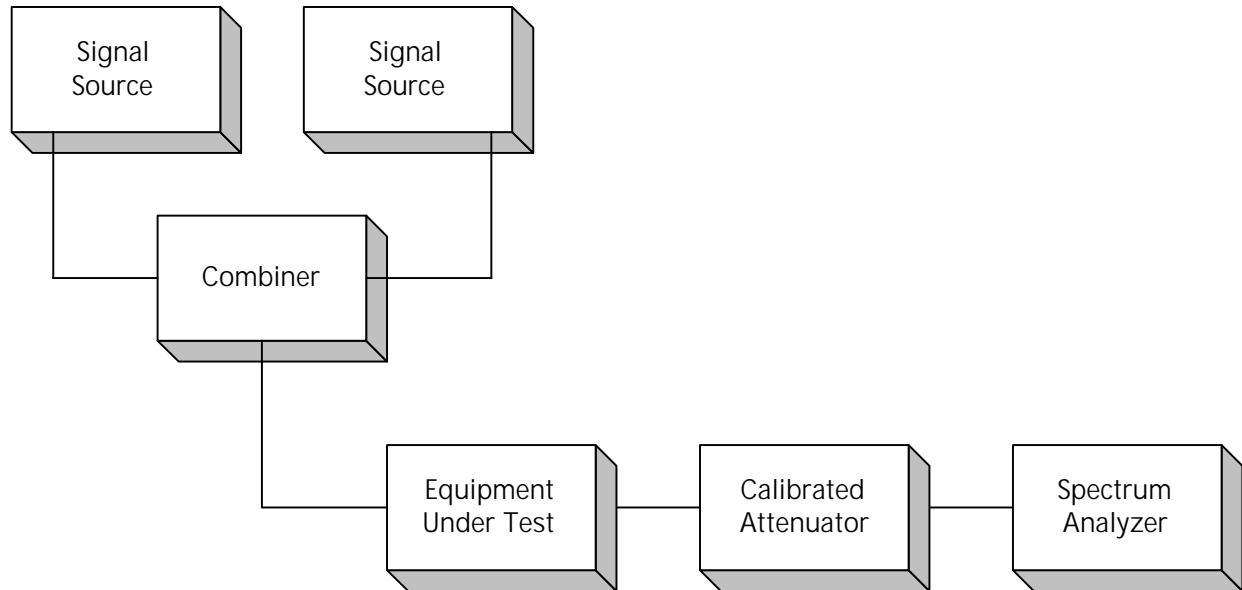 Signal
Source
Signal
Source
Combiner
Equipment
Under Test
Calibrated
Attenuator
Spectrum
Analyzer